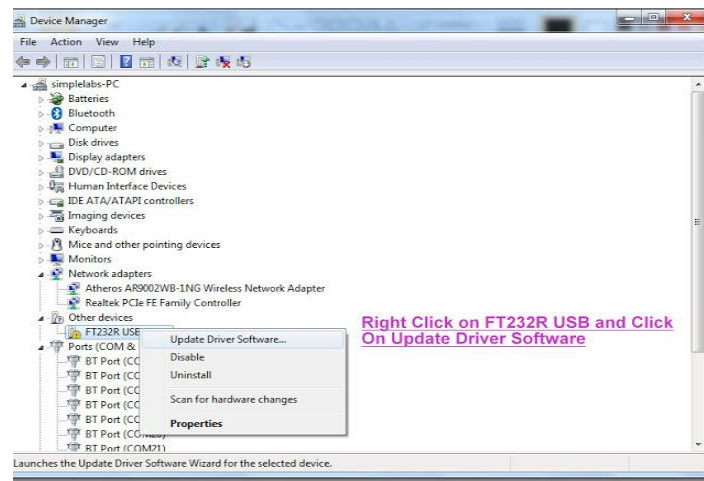 Device Manager
File Action View Help
simplelabs-PC
Batteries
Bluetooth
Computer
Disk drives
Display adapters
DVD/CD-ROM drives
Human Interface Devices
IDE ATA/ATAPI controllers
Imaging devices
Keyboards
Mice and other pointing devices
Monitors
Network adapters
Atheros AR9002WB-1NG Wireless Network Adapter
Realtek PCIe FE Family Controller
Other devices
FT232R USB
Ports (COM &
BT Port (CO
BT Port (CC
BT Port (CC
BT Port (CC
BT Port (COM20)
BT Port (COM21)
Update Driver Software...
Disable
Uninstall
Scan for hardware changes
Properties
Right Click on FT232R USB and Click
On Update Driver Software
Launches the Update Driver Software Wizard for the selected device.